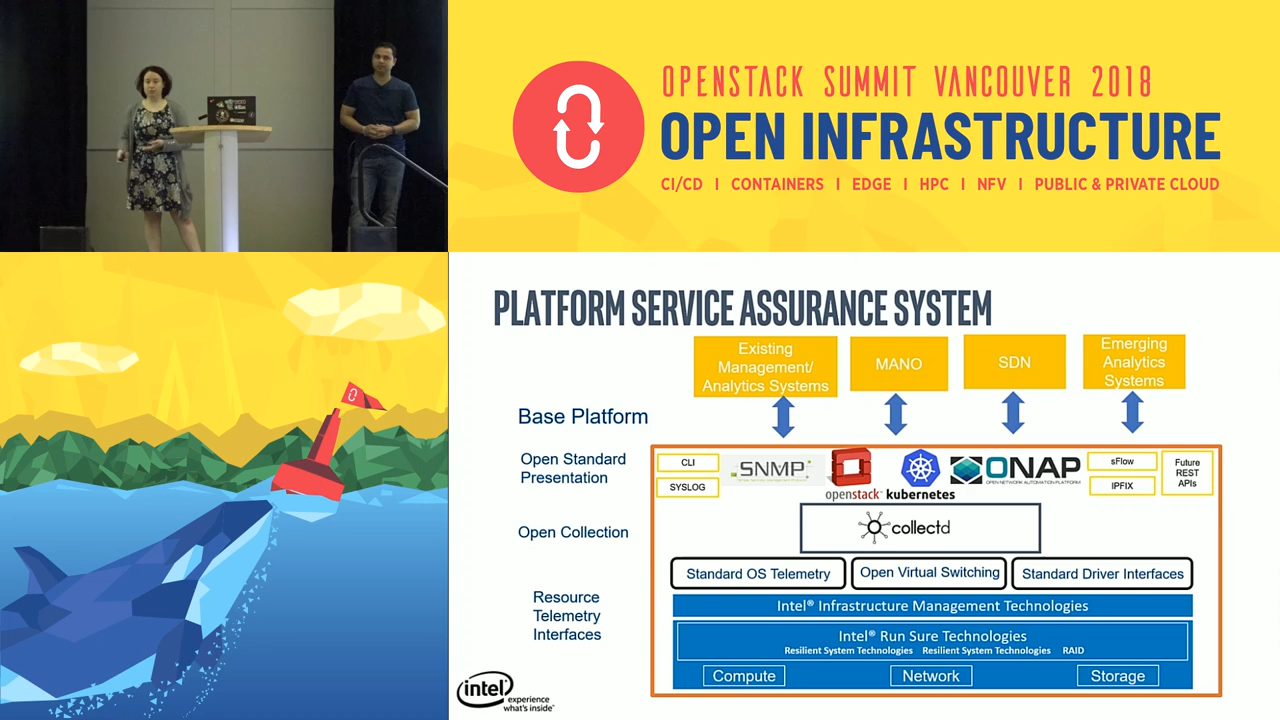 OPENSTACK SUMMIT VANCOUVER 2018
OPEN INFRASTRUCTURE
CI/CD I CONTAINERS I EDGE I HPC I NFV I PUBLIC & PRIVATE CLOUD
PLATFORM SERVICE ASSURANCE SYSTEM
Existing
Management/
Analytics Systems
MANO
SDN
Emerging
Analytics
Systems
Base Platform
Open Standard
Presentation
CLI
SYSLOG
SNMP
openstack
kubernetes
ONAP
OPEN NETWORK AUTOMATION PLATFORM
sFlow
IPFIX
Future
REST
APIs
Open Collection
collectd
Resource
Telemetry
Interfaces
Standard OS Telemetry
Open Virtual Switching
Standard Driver Interfaces
Intel® Infrastructure Management Technologies
Intel® Run Sure Technologies
Resilient System Technologies Resilient System Technologies RAID
Compute
Network
Storage
intel
experience
what's inside™